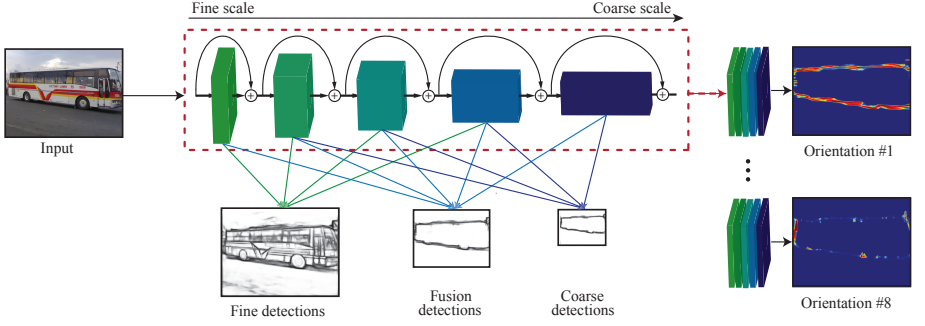 Fine scale
Coarse scale
Input
Orientation #1
Orientation #8
Fine detections
Fusion
detections
Coarse
detections